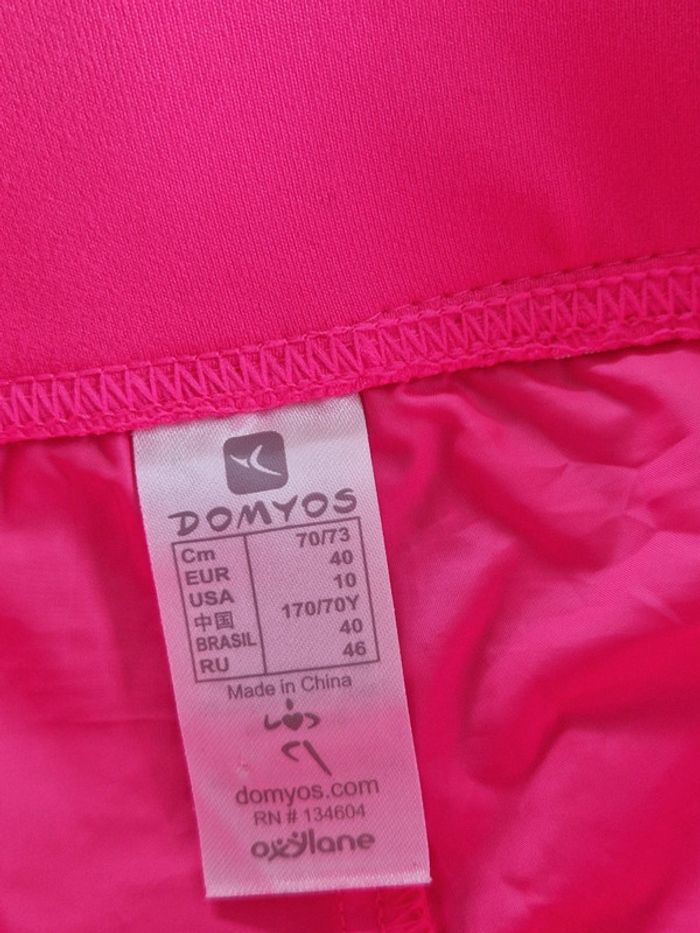 DOMYOS
Cm 70/73
EUR 40
USA 10
中国 170/70Y
BRASIL 40
RU 46
Made in China
domyos.com
RN # 134604
oxylane